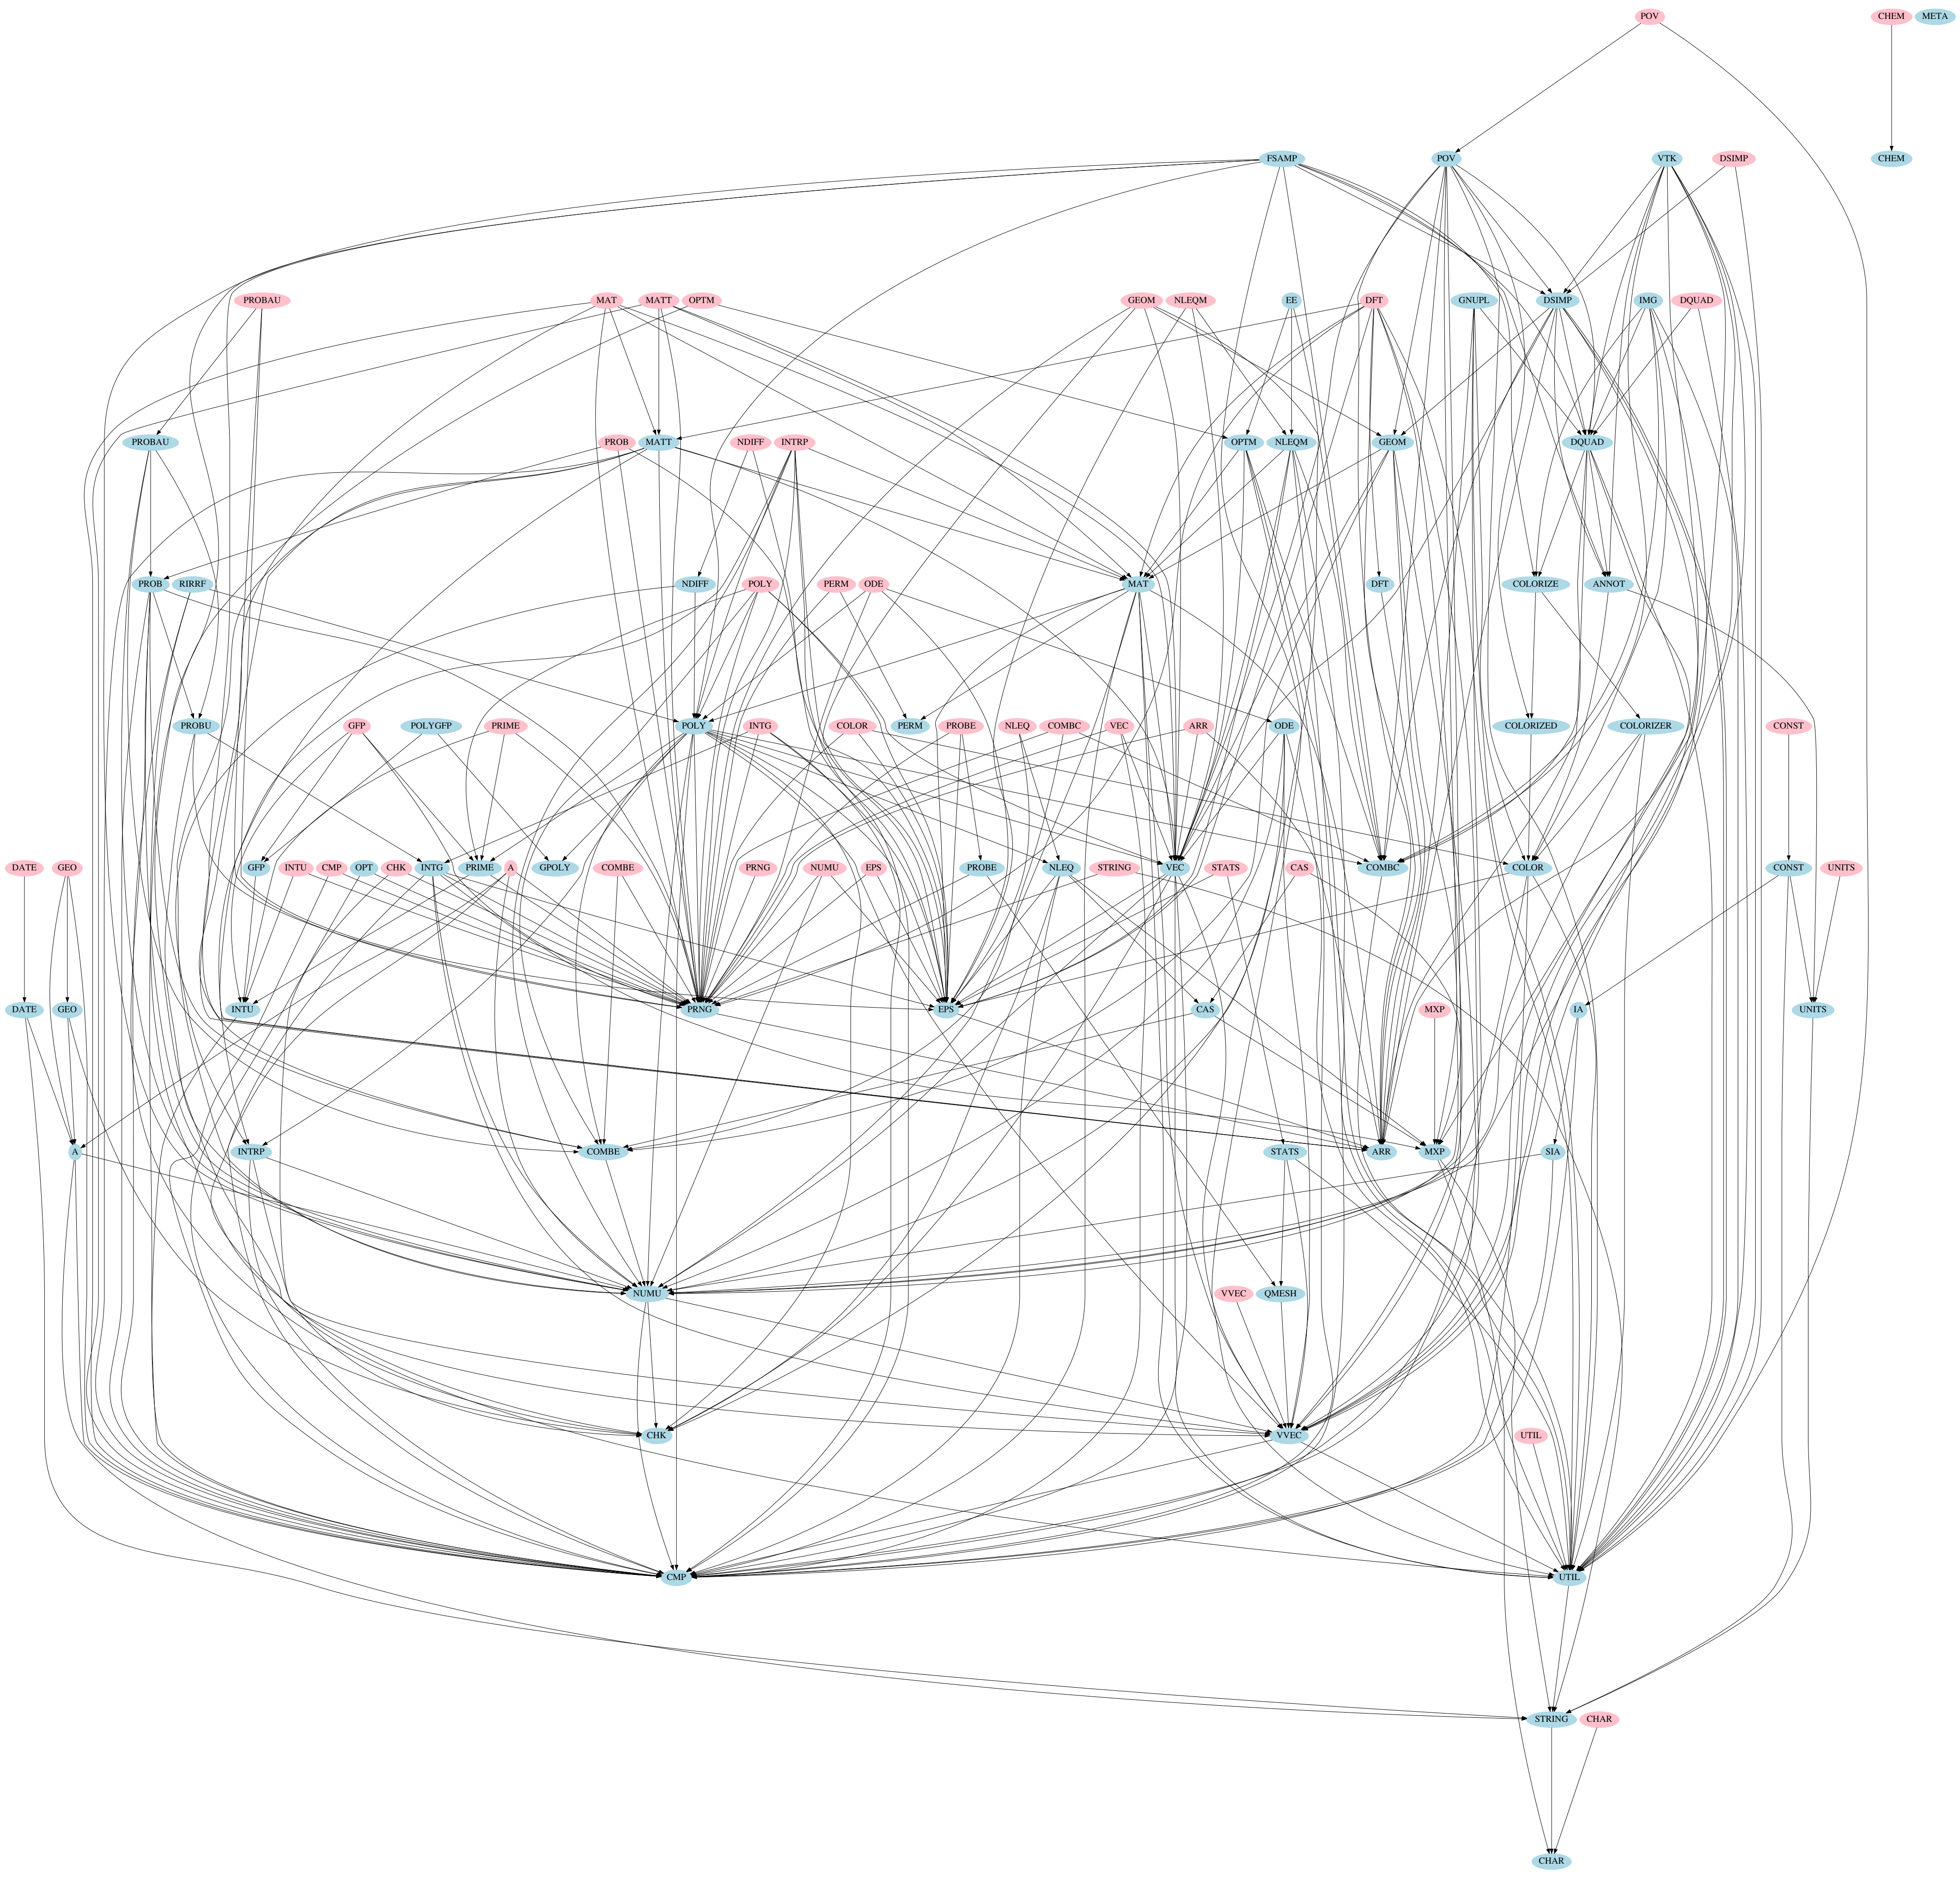 POV CHEM META
FSAMP POV VTK DSIMP CHEM
PROBAU MAT MATT OPTM GEOM NLEQM EE DFT GNUPL DSIMP IMG DQUAD
PROBAU PROB MATT NDIFF INTRP OPTM NLEQM GEOM DQUAD
PROB RIRRF NDIFF POLY PERM ODE MAT DFT COLORIZE ANNOT
PROBU GFP POLYGFP PRIME POLY INTG COLOR PERM PROBE NLEQ COMBC VEC ARR ODE COLORIZED COLORIZER CONST
DATE GEO GFP INTU CMP OPT CHK INTG PRIME A GPOLY COMBE PRNG NUMU EPS PROBE NLEQ STRING VEC STATS CAS COMBC COLOR CONST UNITS
DATE GEO INTU PRNG EPS CAS MXP IA UNITS
A INTRP COMBE STATS ARR MXP SIA
NUMU VVEC QMESH
CHK VVEC UTIL
CMP UTIL
STRING CHAR
CHAR